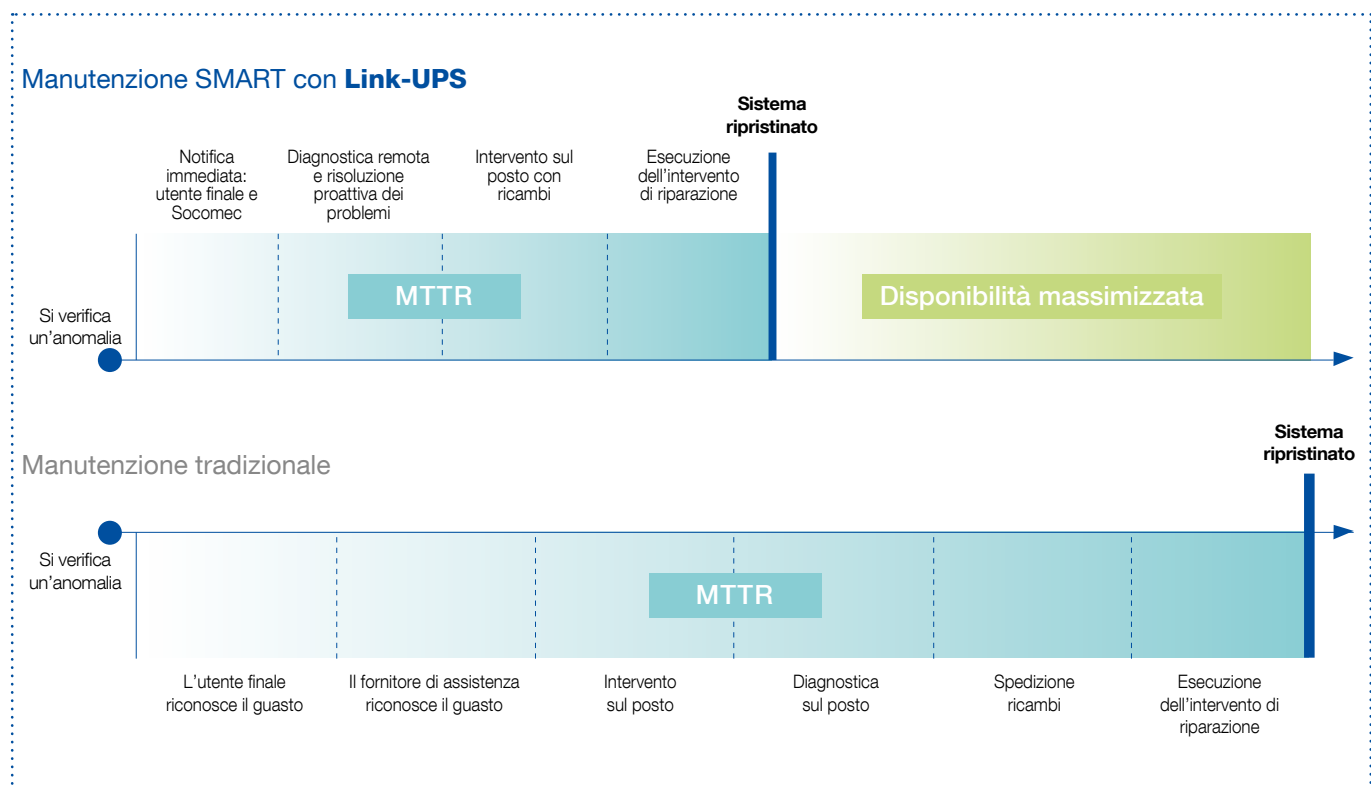 Manutenzione SMART con Link-UPS
Sistema
ripristinato
Notifica
immediata:
utente finale e
Socomec
Diagnostica remota
e risoluzione
proattiva dei
problemi
Intervento sul
posto con
ricambi
Esecuzione
dell'intervento
di riparazione
MTTR
Disponibilità massimizzata
Si verifica
un'anomalia
Manutenzione tradizionale
Sistema
ripristinato
Si verifica
un'anomalia
MTTR
L'utente finale
riconosce il guasto
Il fornitore di assistenza
riconosce il guasto
Intervento
sul posto
Diagnostica
sul posto
Spedizione
ricambi
Esecuzione
dell'intervento di
riparazione